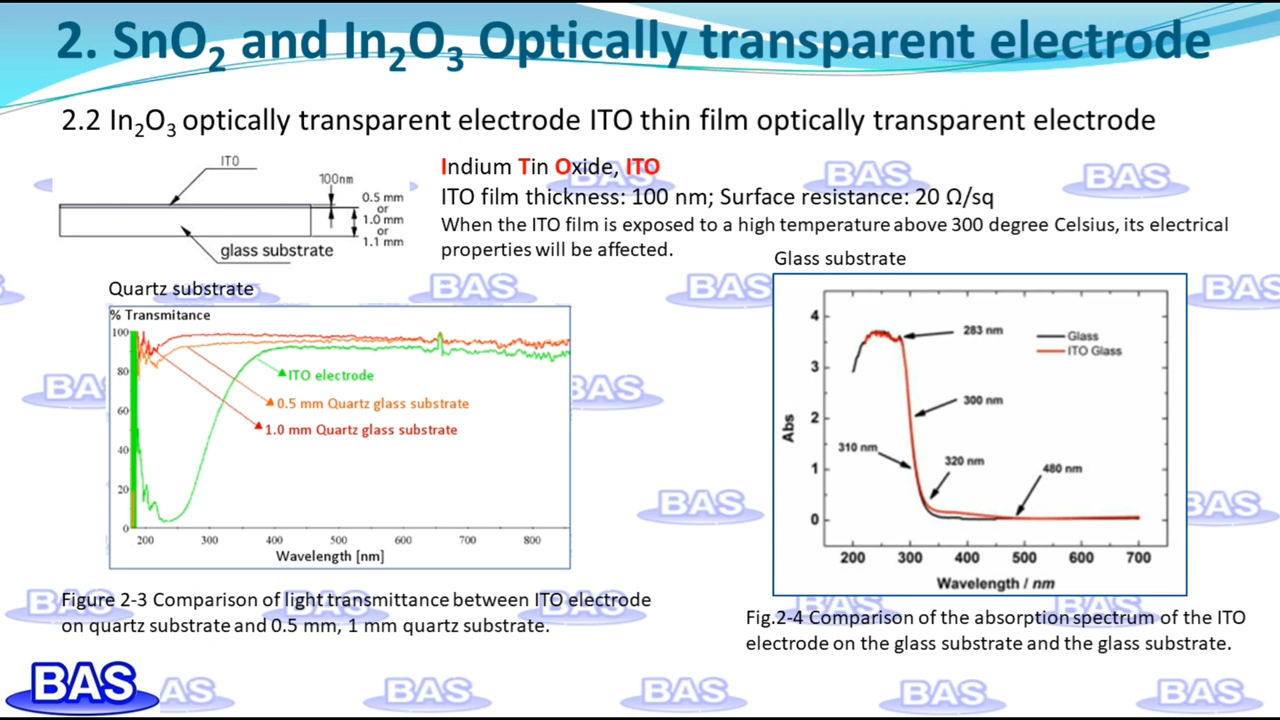 2. SnO₂ and In₂O₃ Optically transparent electrode
2.2 In₂O₃ optically transparent electrode ITO thin film optically transparent electrode
ITO
100nm
0.5 mm
or
1.0 mm
or
1.1 mm
glass substrate
Indium Tin Oxide, ITO
ITO film thickness: 100 nm; Surface resistance: 20 Ω/sq
When the ITO film is exposed to a high temperature above 300 degree Celsius, its electrical
properties will be affected.
Quartz substrate
% Transmitance
100
80
60
40
20
0
200 300 400 500 600 700 800
Wavelength [nm]
ITO electrode
0.5 mm Quartz glass substrate
1.0 mm Quartz glass substrate
Figure 2-3 Comparison of light transmittance between ITO electrode
on quartz substrate and 0.5 mm, 1 mm quartz substrate.
Glass substrate
Abs
4
3
2
1
0
283 nm
300 nm
310 nm
320 nm
480 nm
Glass
ITO Glass
200 300 400 500 600 700
Wavelength / nm
Fig.2-4 Comparison of the absorption spectrum of the ITO
electrode on the glass substrate and the glass substrate.
BAS